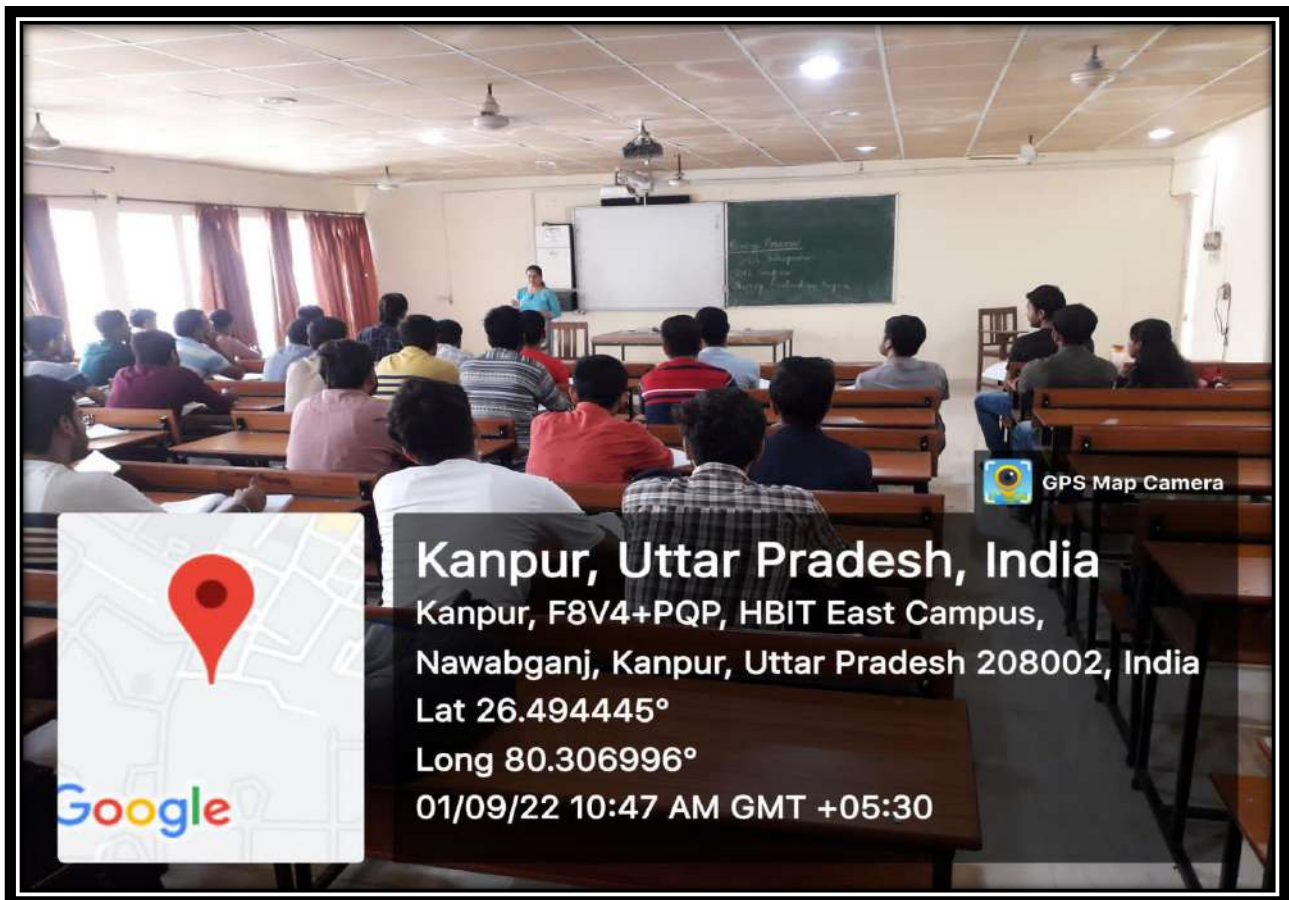 GPS Map Camera
Kanpur, Uttar Pradesh, India
Kanpur, F8V4+PQP, HBIT East Campus,
Nawabganj, Kanpur, Uttar Pradesh 208002, India
Lat 26.494445°
Long 80.306996°
01/09/22 10:47 AM GMT +05:30
Google